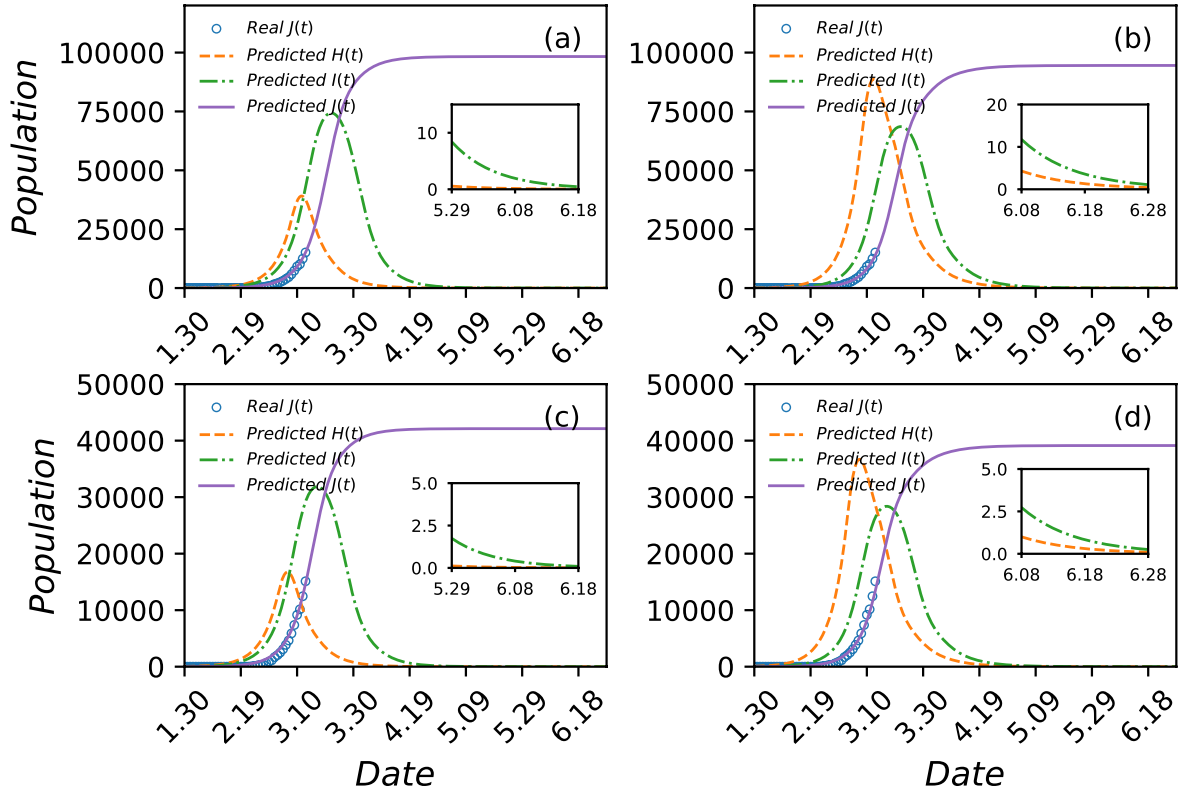 Population
100000
75000
50000
25000
0
Real J(t)
Predicted H(t)
Predicted I(t)
Predicted J(t)
(a)
10
0
5.29 6.08 6.18
1.30 2.19 3.10 3.30 4.19 5.09 5.29 6.18
100000
75000
50000
25000
0
Real J(t)
Predicted H(t)
Predicted I(t)
Predicted J(t)
(b)
20
10
0
6.08 6.18 6.28
1.30 2.19 3.10 3.30 4.19 5.09 5.29 6.18
Population
50000
40000
30000
20000
10000
0
Real J(t)
Predicted H(t)
Predicted I(t)
Predicted J(t)
(c)
5.0
2.5
0.0
5.29 6.08 6.18
1.30 2.19 3.10 3.30 4.19 5.09 5.29 6.18
Date
50000
40000
30000
20000
10000
0
Real J(t)
Predicted H(t)
Predicted I(t)
Predicted J(t)
(d)
5.0
2.5
0.0
6.08 6.18 6.28
1.30 2.19 3.10 3.30 4.19 5.09 5.29 6.18
Date